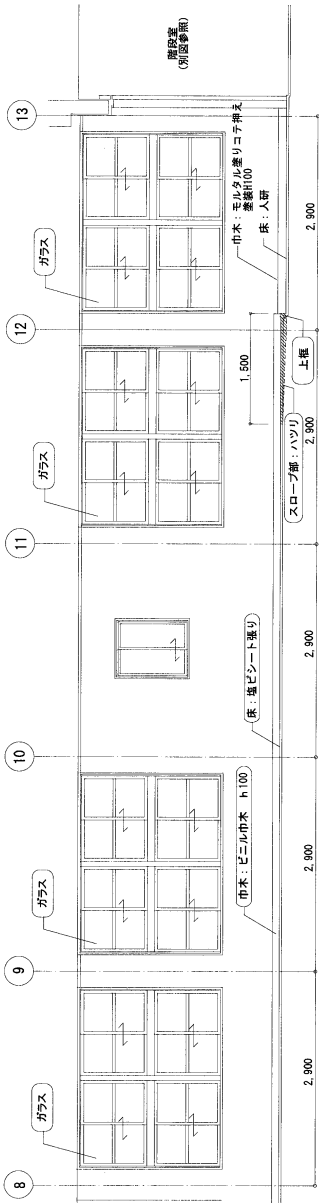 8
9
10
11
12
13
ガラス
ガラス
ガラス
ガラス
階段室
(別図参照)
巾木：モルタル塗りコテ押え
塗装H100
床：人研
1,500
上框
スロープ部：ハツリ
巾木：ビニル巾木 h100
床：塩ビシート張り
2,900
2,900
2,900
2,900
2,900